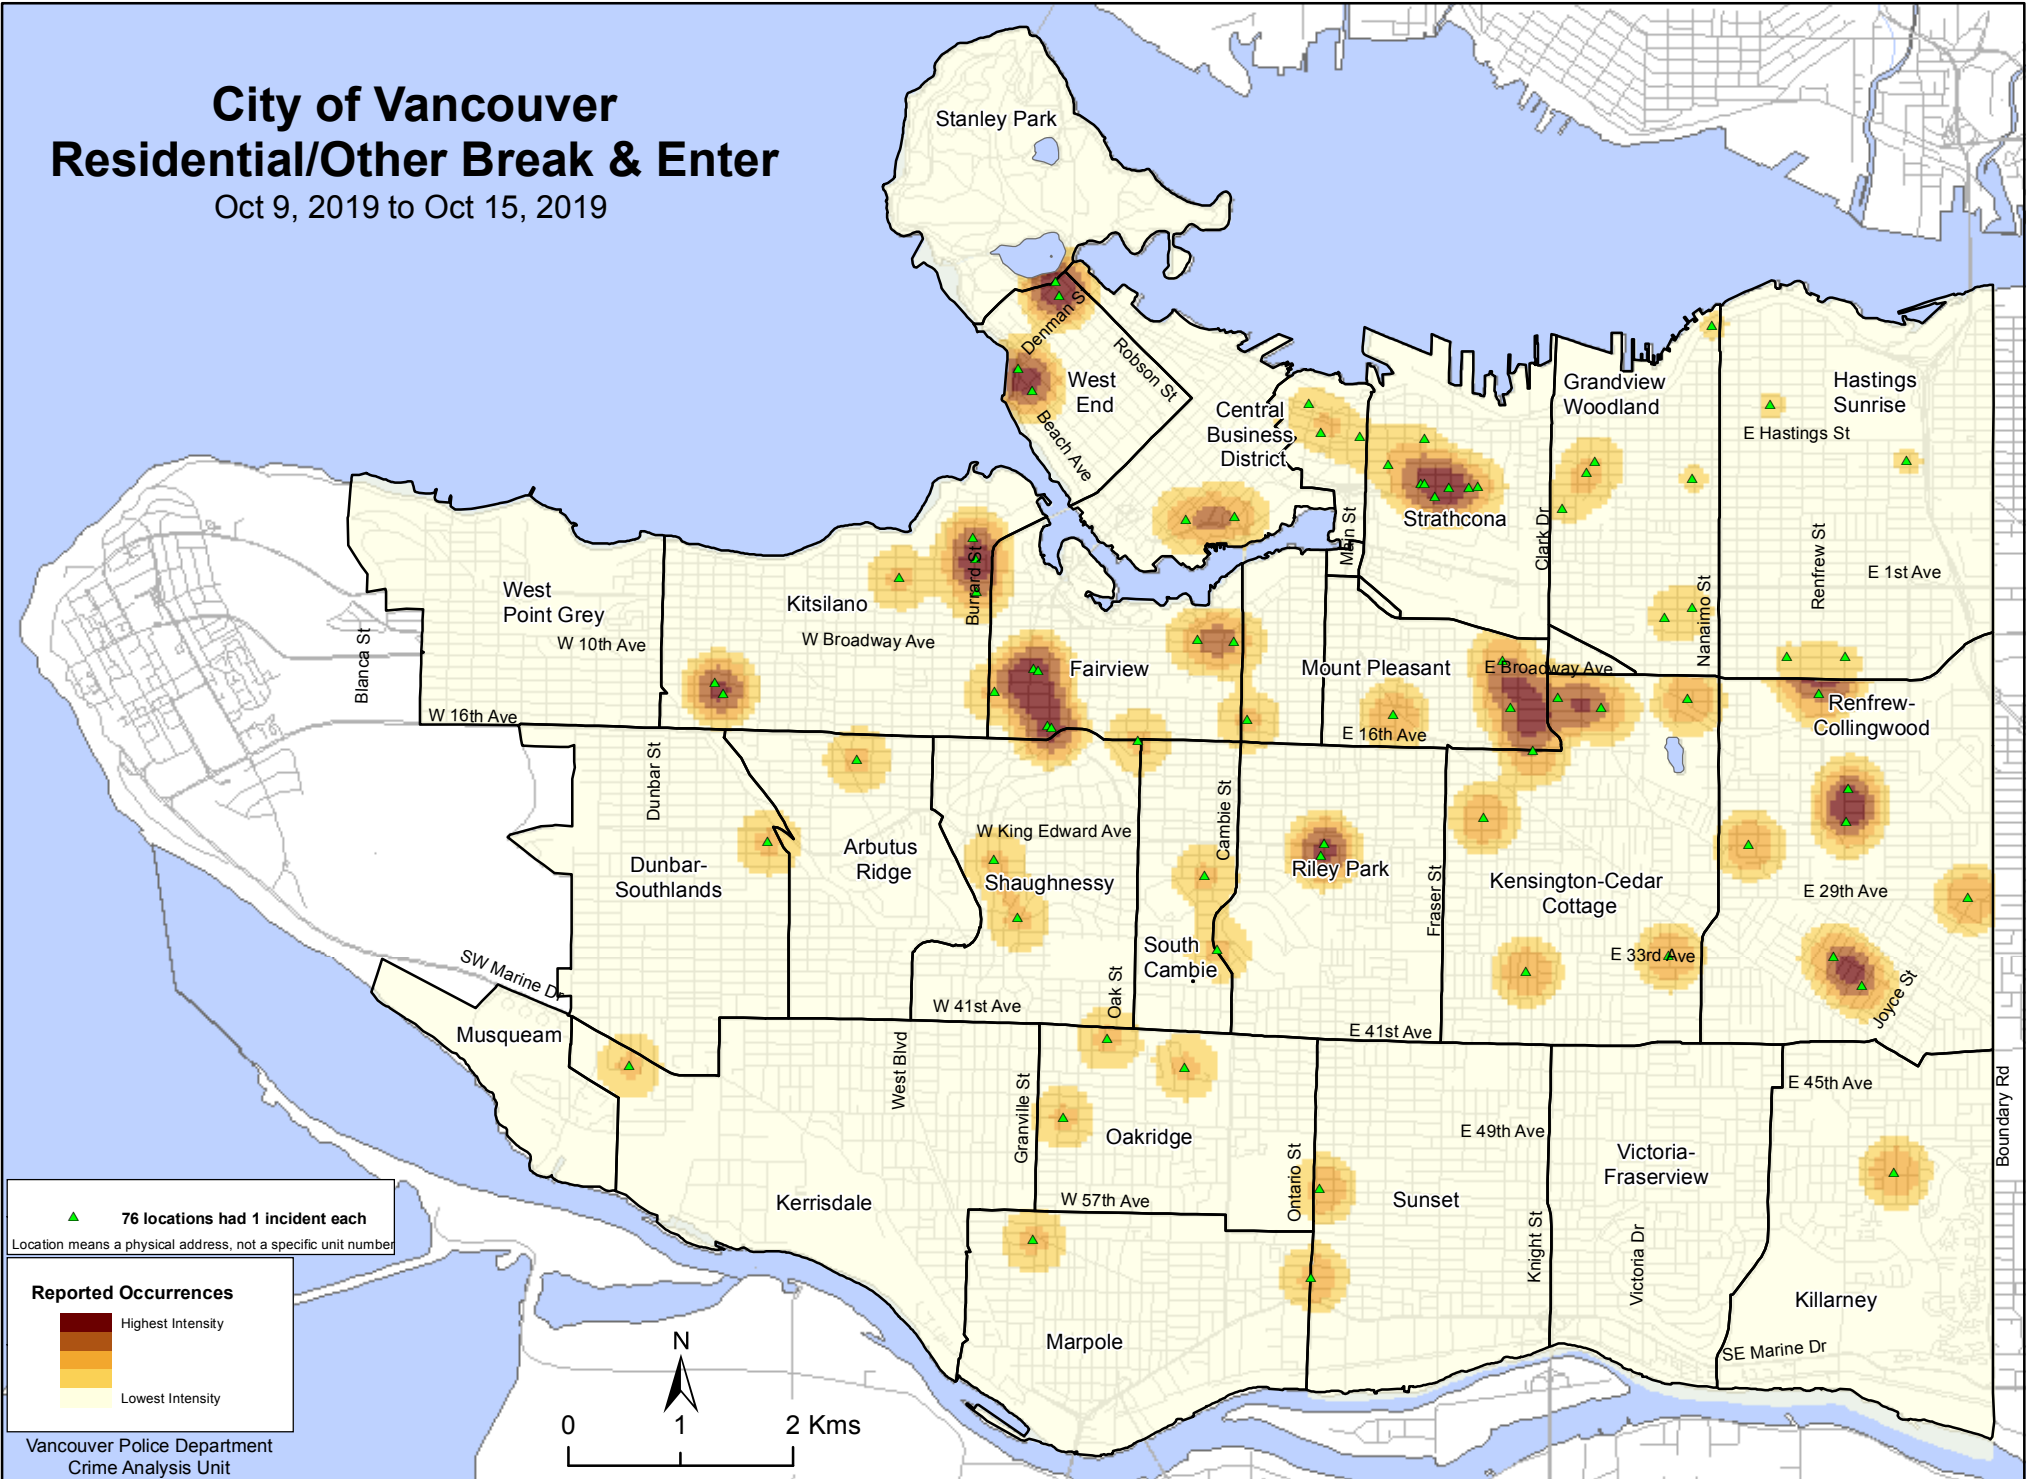 City of Vancouver
Residential/Other Break & Enter
Oct 9, 2019 to Oct 15, 2019
Stanley Park
Denman St
Robson St
West
End
Beach Ave
Central
Business
District
Grandview
Woodland
Hastings
Sunrise
E Hastings St
Strathcona
Main St
Clark Dr
Nanaimo St
Renfrew St
E 1st Ave
West
Point Grey
W 10th Ave
Blanca St
W 16th Ave
Kitsilano
W Broadway Ave
Burrard St
Fairview
Mount Pleasant
E Broadway Ave
E 16th Ave
Renfrew-
Collingwood
Dunbar St
Dunbar-
Southlands
Arbutus
Ridge
W King Edward Ave
Shaughnessy
Cambie St
Riley Park
Fraser St
Kensington-Cedar
Cottage
E 29th Ave
E 33rd Ave
Joyce St
South
Cambie
Oak St
W 41st Ave
E 41st Ave
SW Marine Dr
Musqueam
West Blvd
Granville St
Oakridge
Ontario St
W 57th Ave
Kerrisdale
E 49th Ave
Sunset
Knight St
Victoria-
Fraserview
Victoria Dr
E 45th Ave
Boundary Rd
Killarney
SE Marine Dr
Marpole
76 locations had 1 incident each
Location means a physical address, not a specific unit number
Reported Occurrences
Highest Intensity
Lowest Intensity
Vancouver Police Department
Crime Analysis Unit
N
0 1 2 Kms